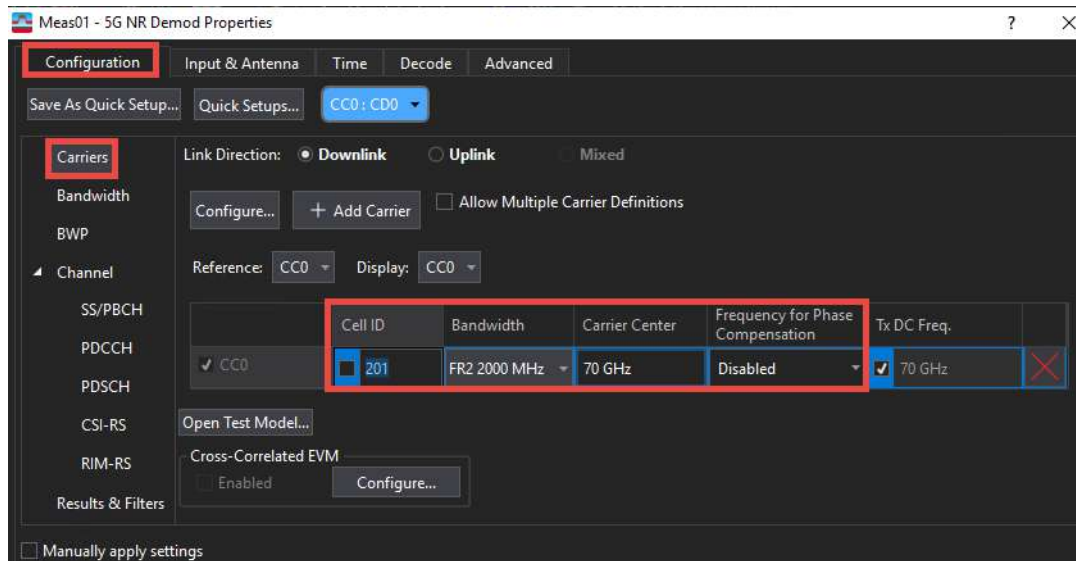 Meas01 - 5G NR Demod Properties ? ×
Configuration Input & Antenna Time Decode Advanced
Save As Quick Setup... Quick Setups... CC0 : CD0
Carriers Link Direction: Downlink Uplink Mixed
Bandwidth Configure... + Add Carrier Allow Multiple Carrier Definitions
BWP
Channel Reference: CC0 Display: CC0
SS/PBCH
PDCCH
PDSCH
CSI-RS
RIM-RS
Results & Filters
Cell ID Bandwidth Carrier Center Frequency for Phase Tx DC Freq.
Compensation
CC0 201 FR2 2000 MHz 70 GHz Disabled 70 GHz
Open Test Model...
Cross-Correlated EVM
Enabled Configure...
Manually apply settings